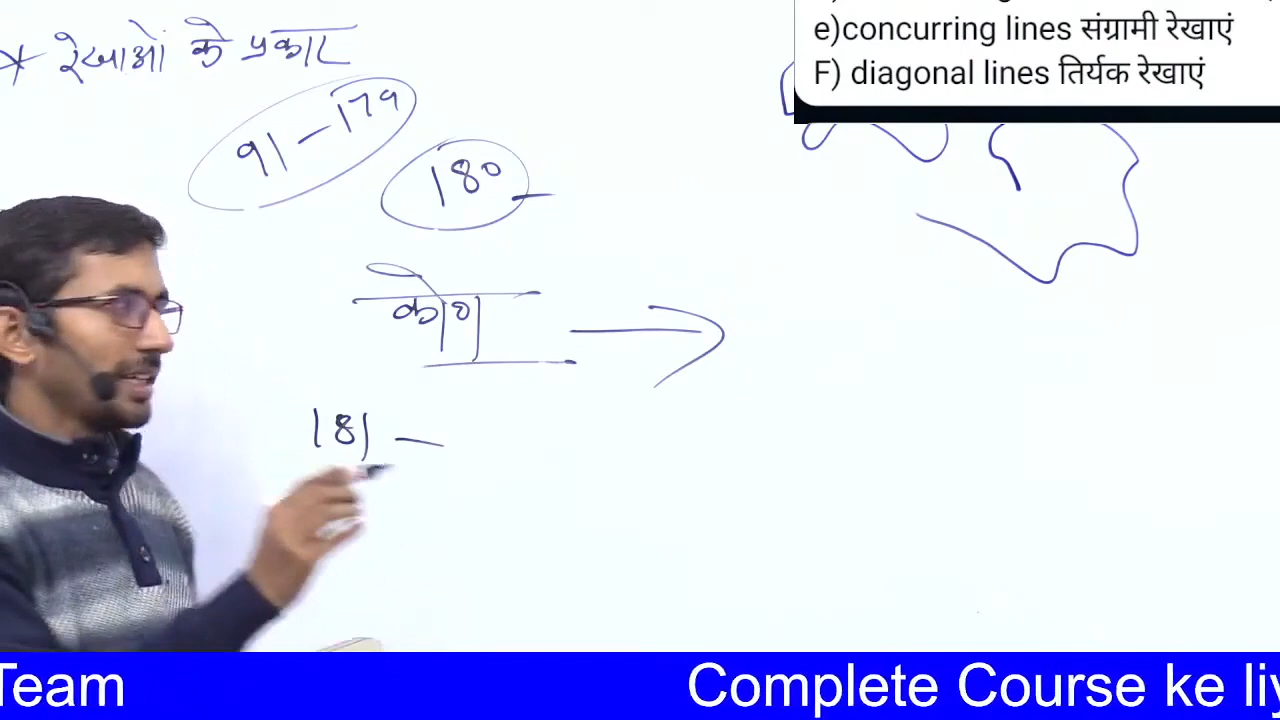 * रेखाओं के प्रकार
e)concurring lines संग्रामी रेखाएं
F) diagonal lines तिर्यक रेखाएं
91-179
180
कोण
181 -
Team
Complete Course ke liy